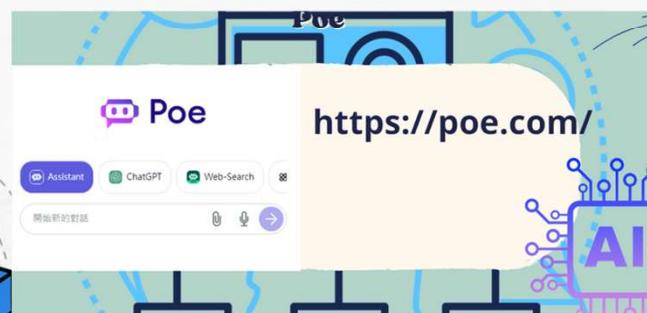 Poe
Poe
https://poe.com/
Assistant
ChatGPT
Web-Search
開始新的對話
AI